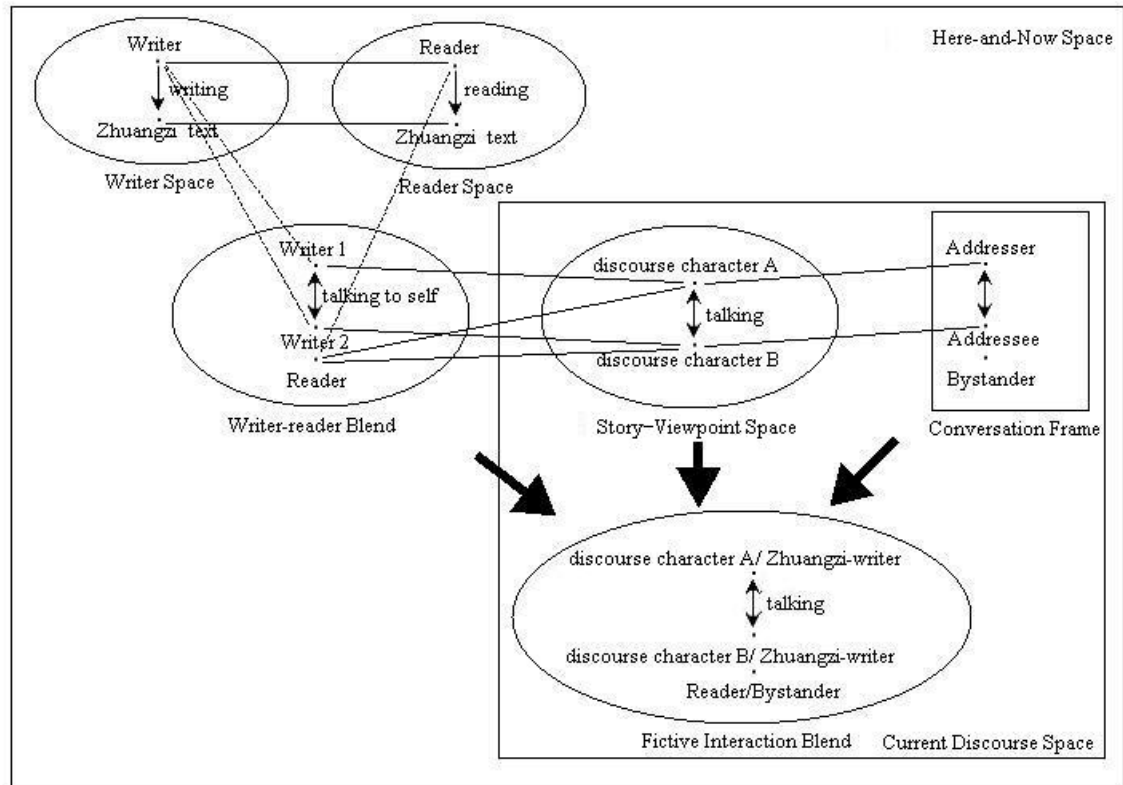 Here-and-Now Space
Writer
writing
Zhuangzi text
Writer Space
Reader
reading
Zhuangzi text
Reader Space
Writer 1
talking to self
Writer 2
Reader
Writer-reader Blend
discourse character A
talking
discourse character B
Story-Viewpoint Space
Addresser
Addressee
Bystander
Conversation Frame
discourse character A/ Zhuangzi-writer
talking
discourse character B/ Zhuangzi-writer
Reader/Bystander
Fictive Interaction Blend
Current Discourse Space